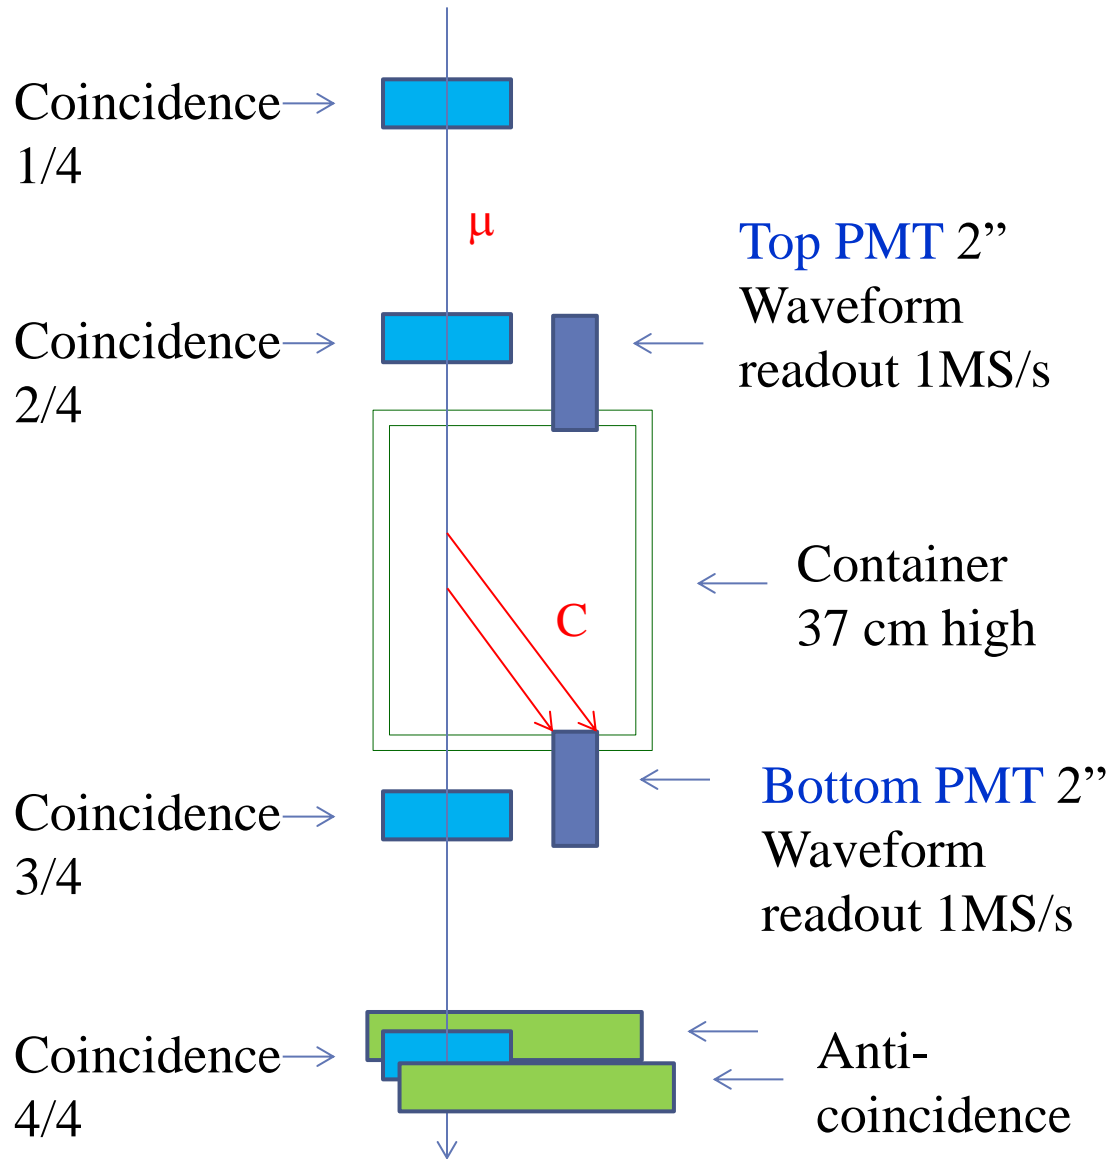 Coincidence
1/4
μ
Top PMT 2”
Waveform
readout 1MS/s
Coincidence
2/4
Container
37 cm high
C
Bottom PMT 2”
Waveform
readout 1MS/s
Coincidence
3/4
Coincidence
4/4
Anti-
coincidence